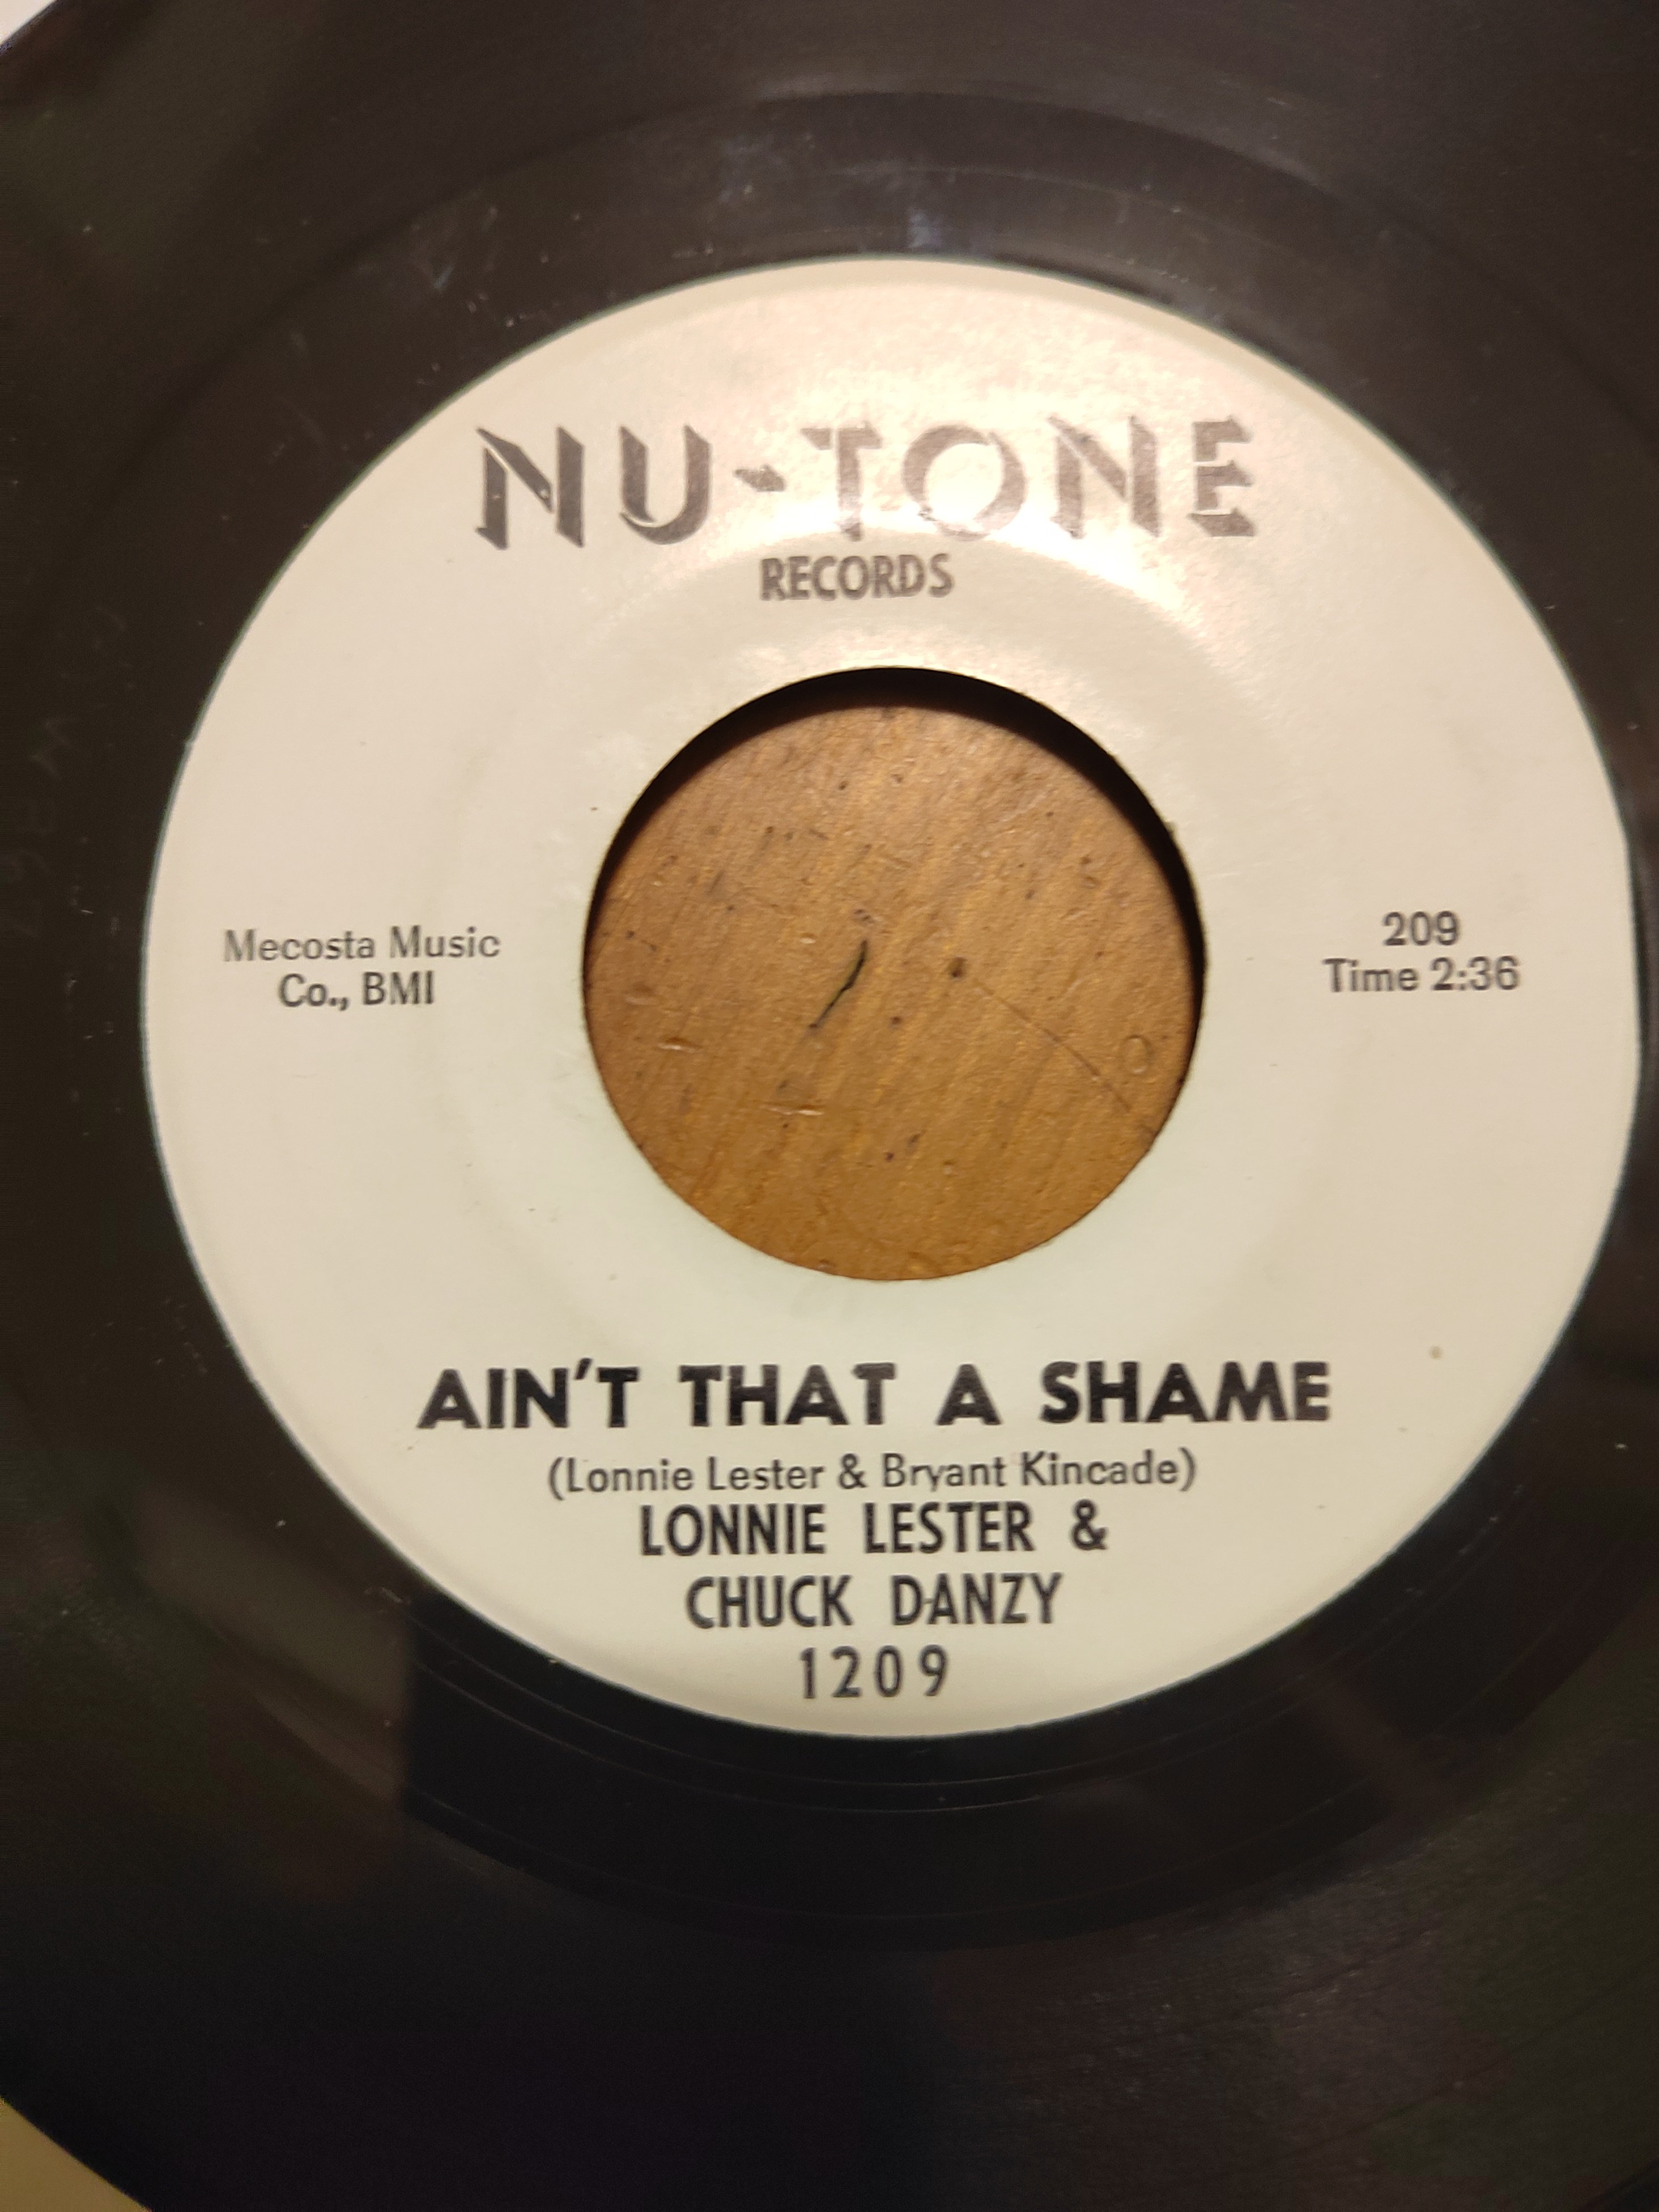 NU-TONE
RECORDS
Mecosta Music
Co., BMI
209
Time 2:36
AIN'T THAT A SHAME
(Lonnie Lester & Bryant Kincade)
LONNIE LESTER &
CHUCK DANZY
1209